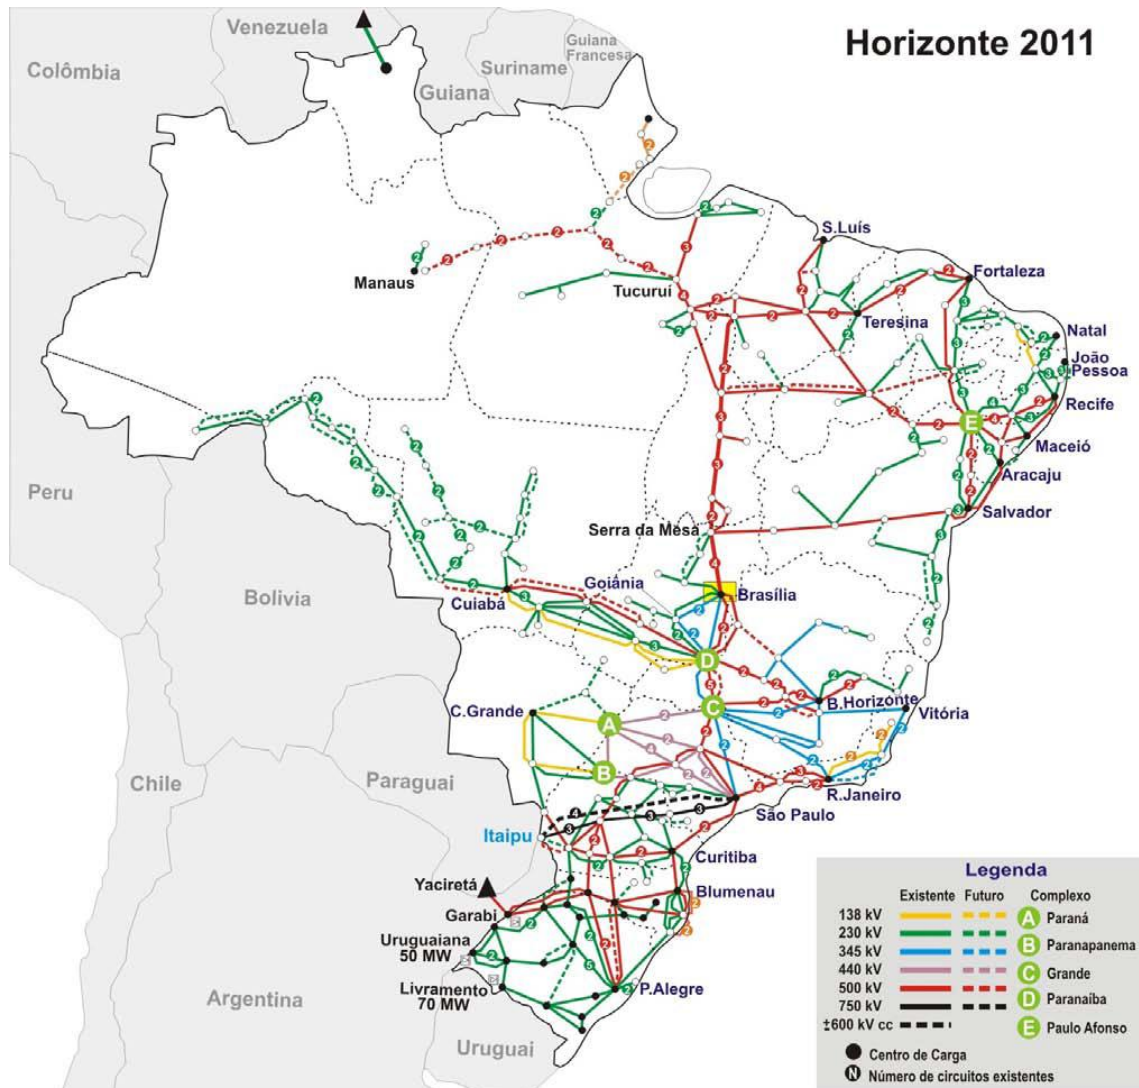 Horizonte 2011
Venezuela
Guiana
Francesa
Colômbia
Suriname
Guiana
S.Luís
Manaus
Tucuruí
Fortaleza
Teresina
Natal
João
Pessoa
Recife
Peru
E
Maceió
Aracaju
Salvador
Serra da Mesa
Bolivia
Goiânia
Cuiabá
Brasília
D
C.Grande
C
B.Horizonte
Vitória
A
B
Chile
Paraguai
R.Janeiro
São Paulo
Itaipu
Curitiba
Yaciretá
Blumenau
Garabi
Uruguaiana
50 MW
Livramento
70 MW
P.Alegre
Argentina
Uruguai
Legenda
Existente Futuro Complexo
138 kV A Paraná
230 kV B Paranapanema
345 kV
440 kV C Grande
500 kV D Paranaíba
750 kV E Paulo Afonso
±600 kV cc
Centro de Carga
N Número de circuitos existentes